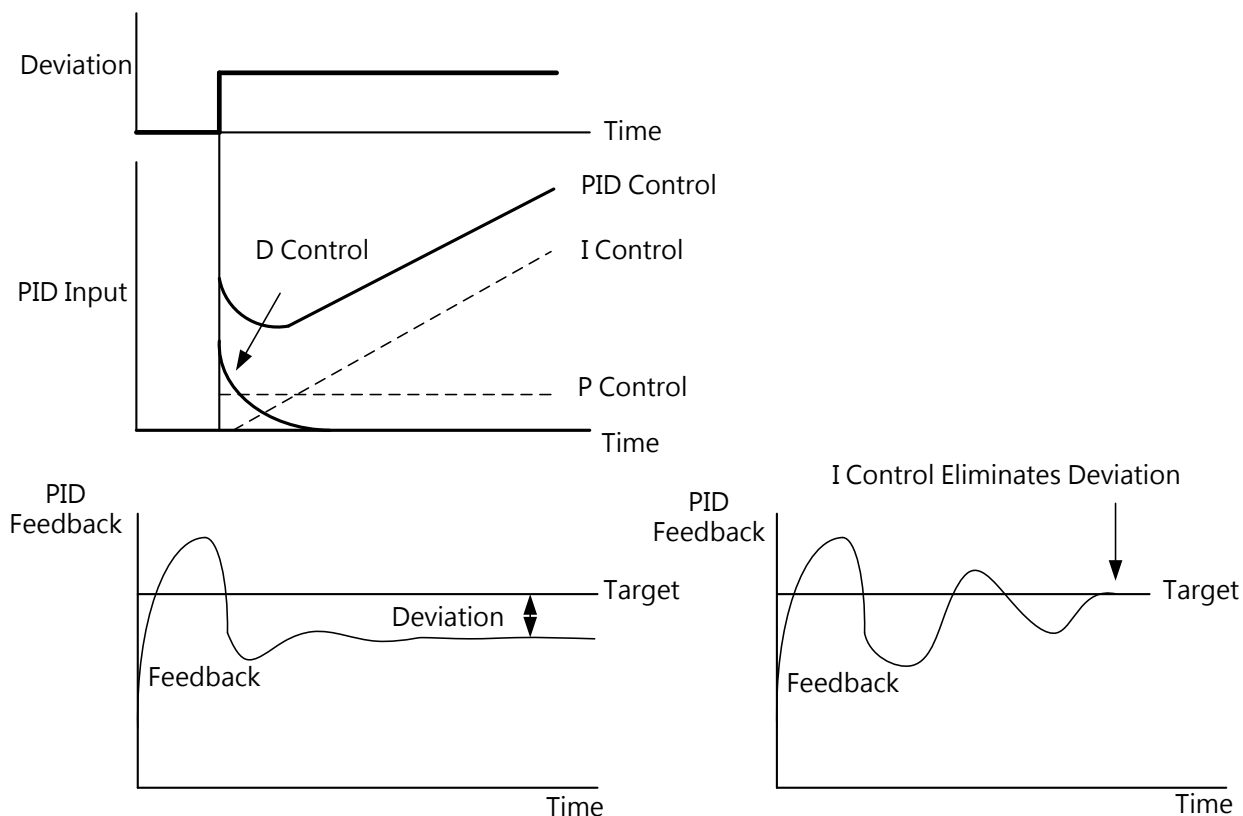 Deviation
Time
PID Control
D Control
I Control
PID Input
P Control
Time
I Control Eliminates Deviation
PID
Feedback
Target
Deviation
Feedback
Time
PID
Feedback
Target
Feedback
Time